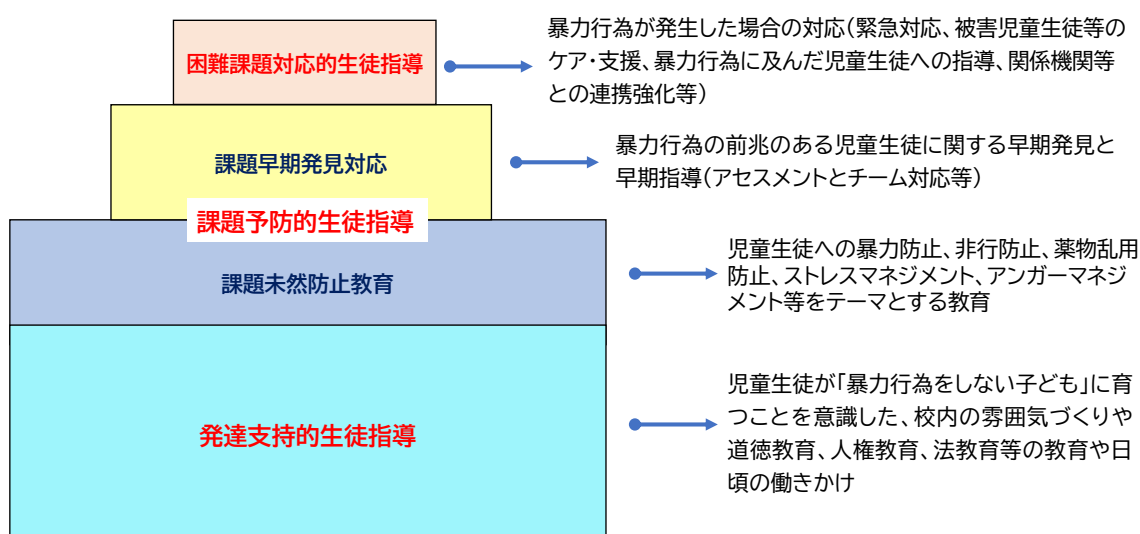 困難課題対応的生徒指導
暴力行為が発生した場合の対応(緊急対応、被害児童生徒等の
ケア・支援、暴力行為に及んだ児童生徒への指導、関係機関等
との連携強化等)
課題早期発見対応
暴力行為の前兆のある児童生徒に関する早期発見と
早期指導(アセスメントとチーム対応等)
課題予防的生徒指導
課題未然防止教育
児童生徒への暴力防止、非行防止、薬物乱用
防止、ストレスマネジメント、アンガーマネジ
メント等をテーマとする教育
発達支持的生徒指導
児童生徒が「暴力行為をしない子ども」に育
つことを意識した、校内の雰囲気づくりや
道徳教育、人権教育、法教育等の教育や日
頃の働きかけ